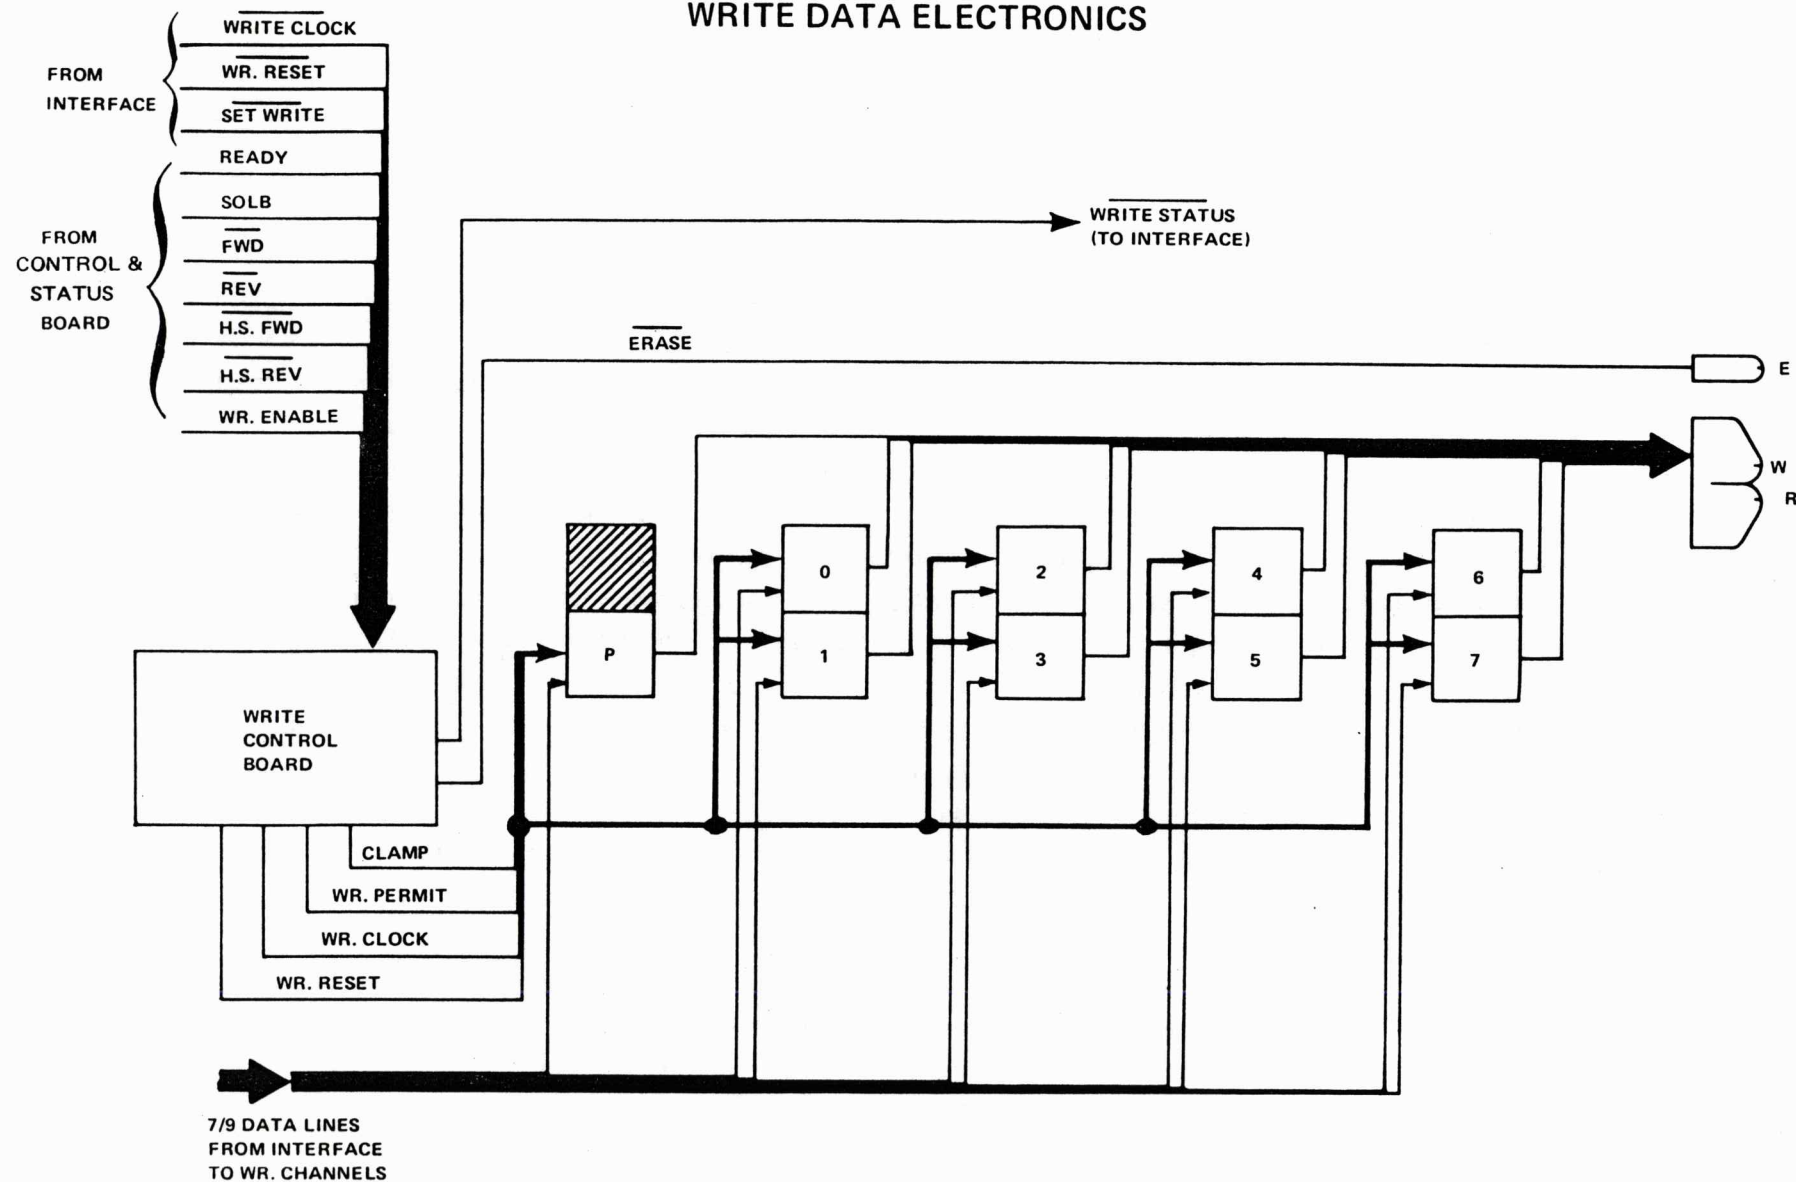 WRITE DATA ELECTRONICS
WRITE CLOCK
WR. RESET
SET WRITE
FROM
INTERFACE
READY
SOLB
FWD
REV
H.S. FWD
H.S. REV
WR. ENABLE
FROM
CONTROL &
STATUS
BOARD
WRITE STATUS
(TO INTERFACE)
ERASE
E
W
R
0
1
2
3
4
5
6
7
P
WRITE
CONTROL
BOARD
CLAMP
WR. PERMIT
WR. CLOCK
WR. RESET
7/9 DATA LINES
FROM INTERFACE
TO WR. CHANNELS